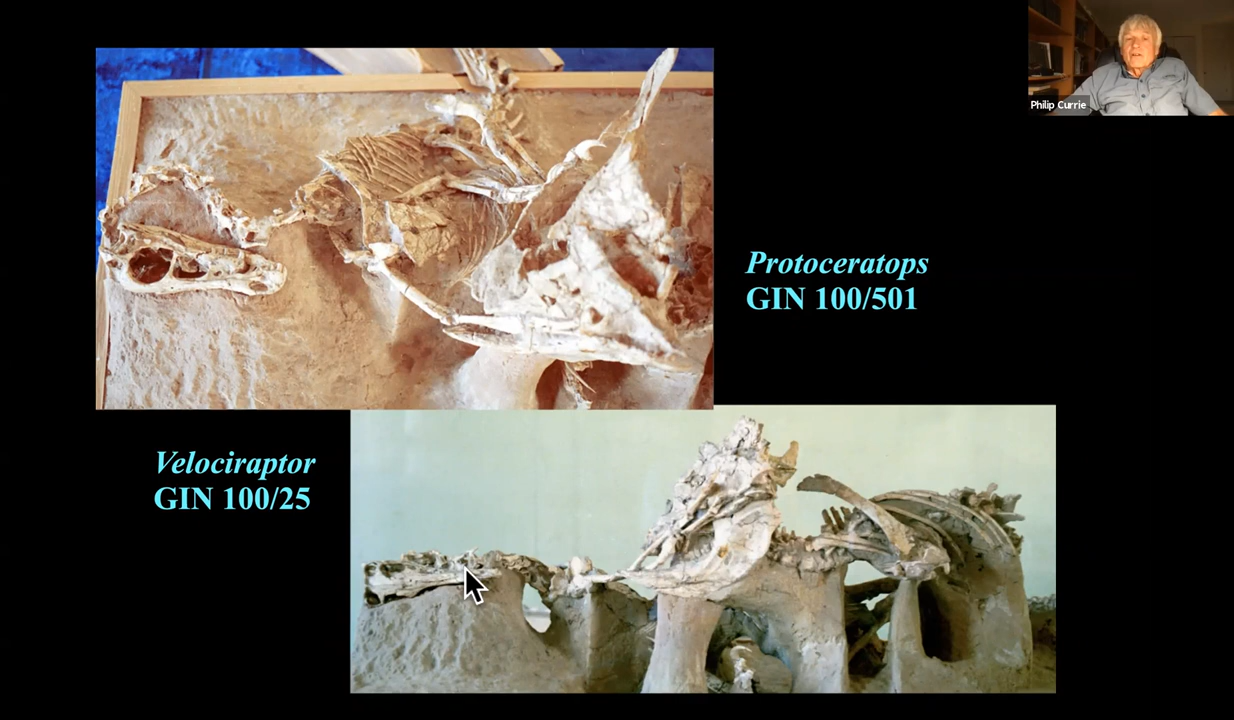 Philip Currie
Protoceratops
GIN 100/501
Velociraptor
GIN 100/25